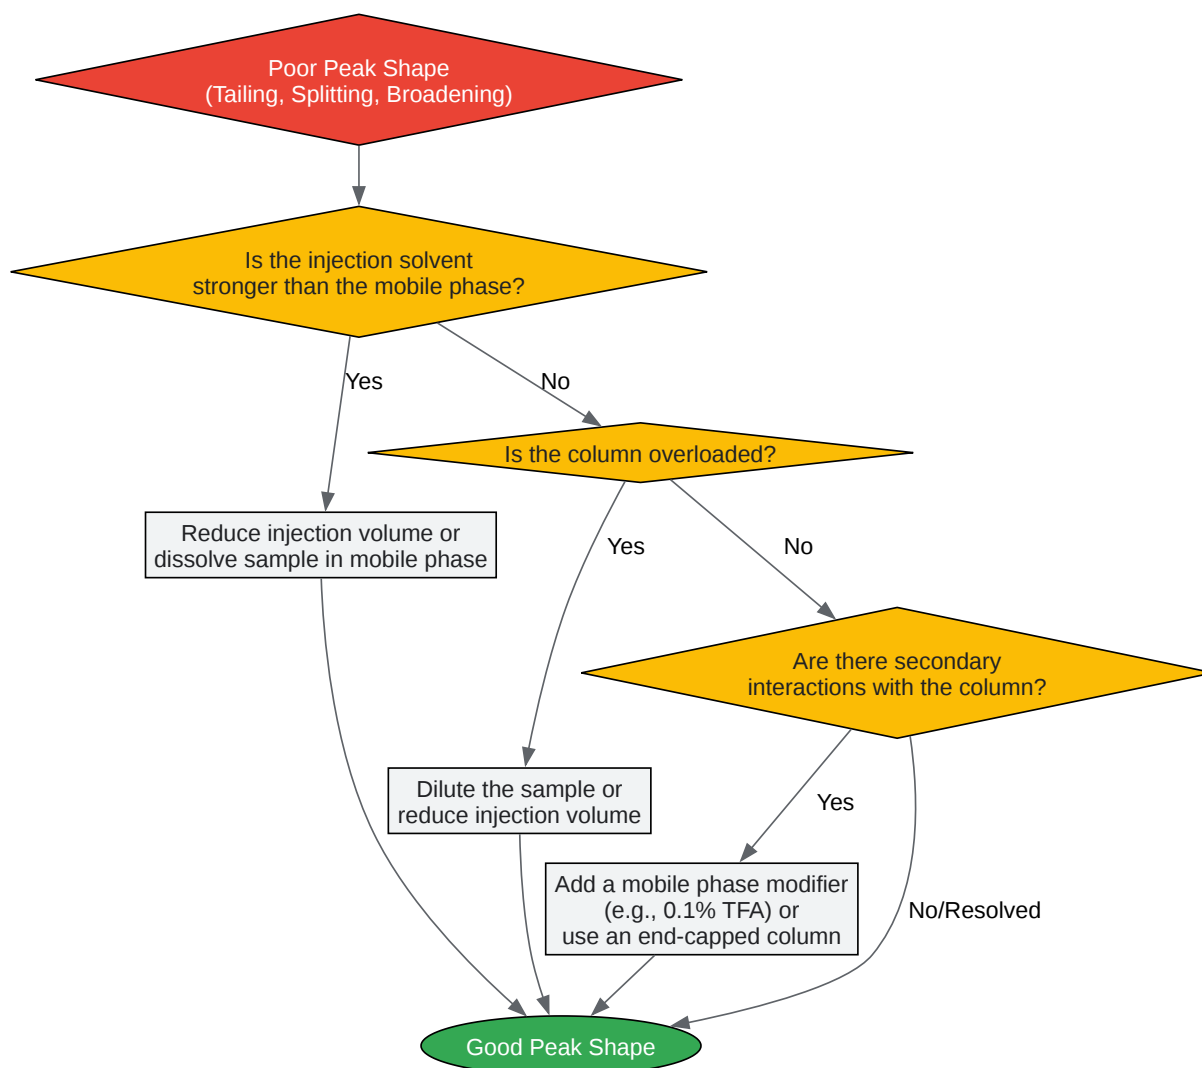 Poor Peak Shape
(Tailing, Splitting, Broadening)
Is the injection solvent
stronger than the mobile phase?
Yes
No
Is the column overloaded?
Reduce injection volume or
dissolve sample in mobile phase
Yes
No
Are there secondary
interactions with the column?
Dilute the sample or
reduce injection volume
Yes
Add a mobile phase modifier
(e.g., 0.1% TFA) or
use an end-capped column
No/Resolved
Good Peak Shape